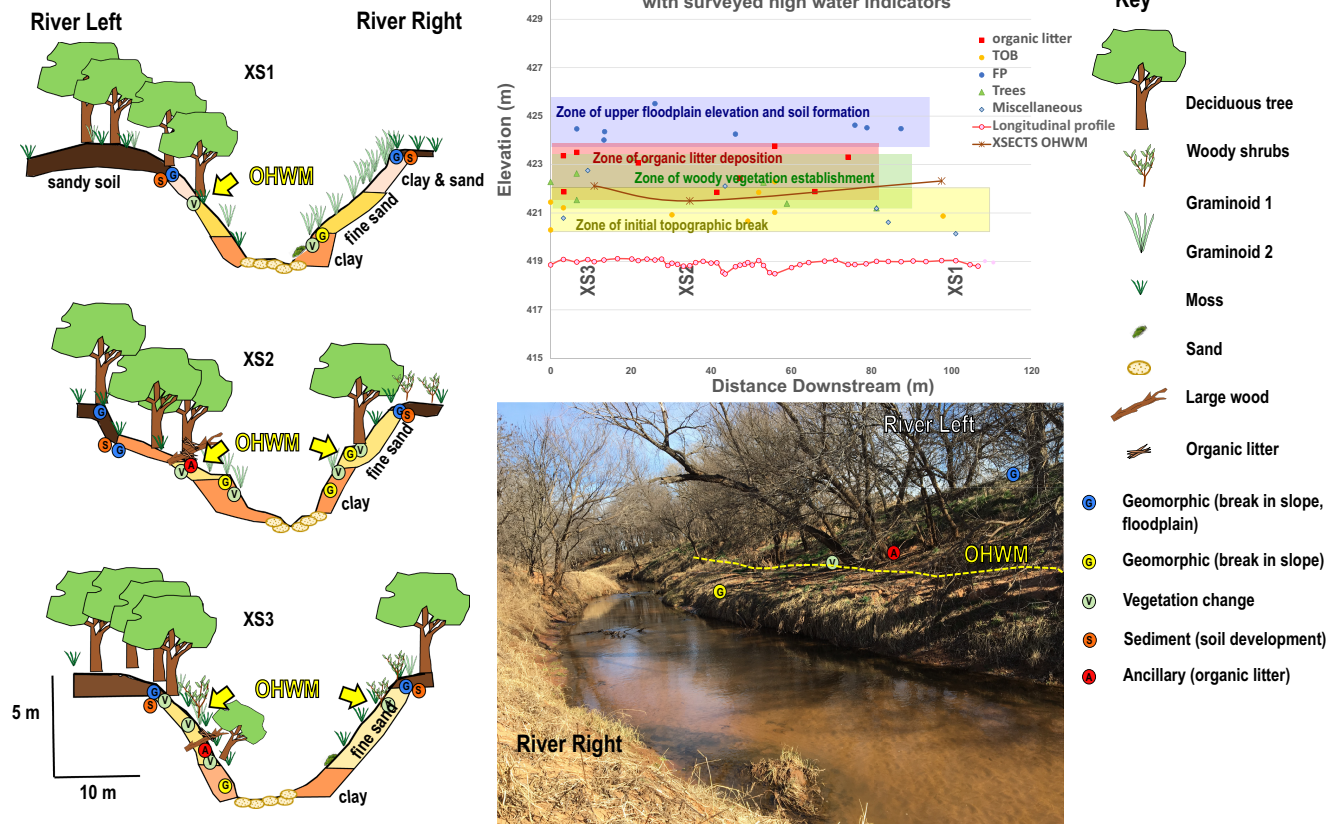 River Left
River Right
XS1
OHWM
sandy soil
clay & sand
fine sand
clay
G
S
V
G
S
G
V
XS2
OHWM
fine sand
clay
G
S
G
V
A
G
V
G
S
G
V
V
G
XS3
OHWM
fine sand
clay
G
S
V
V
A
V
G
G
S
V
5 m
10 m
with surveyed high water indicators
Elevation (m)
429
427
425
423
421
419
417
415
0
20
40
60
80
100
120
Distance Downstream (m)
organic litter
TOB
FP
Trees
Miscellaneous
Longitudinal profile
XSECTS OHWM
Zone of upper floodplain elevation and soil formation
Zone of organic litter deposition
Zone of woody vegetation establishment
Zone of initial topographic break
XS3
XS2
XS1
River Left
G
A
V
G
OHWM
River Right
Key
Deciduous tree
Woody shrubs
Graminoid 1
Graminoid 2
Moss
Sand
Large wood
Organic litter
G Geomorphic (break in slope,
floodplain)
G Geomorphic (break in slope)
V Vegetation change
S Sediment (soil development)
A Ancillary (organic litter)